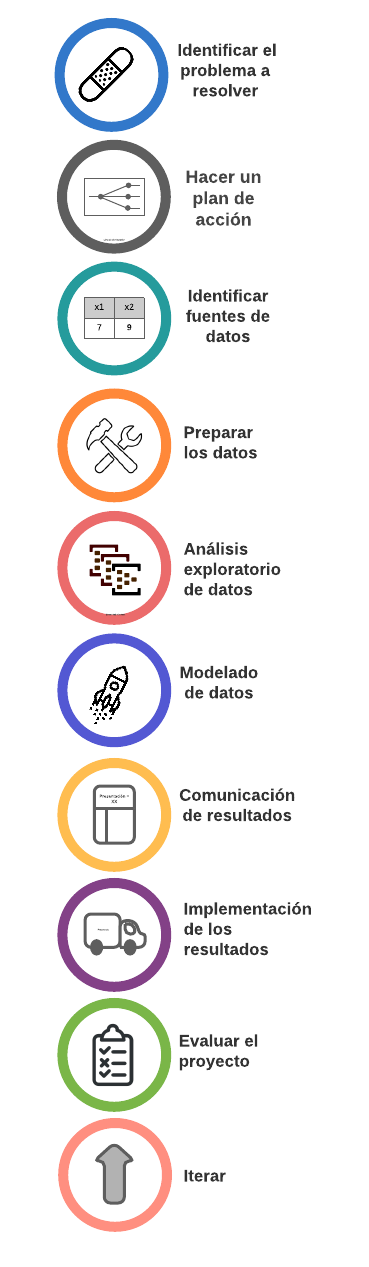 Identificar el
problema a
resolver
Hacer un
plan de
acción
x1 x2
7 9
Identificar
fuentes de
datos
Preparar
los datos
Análisis
exploratorio
de datos
Modelado
de datos
Presentación -
XX
Comunicación
de resultados
Implementación
de los
resultados
Evaluar el
proyecto
Iterar